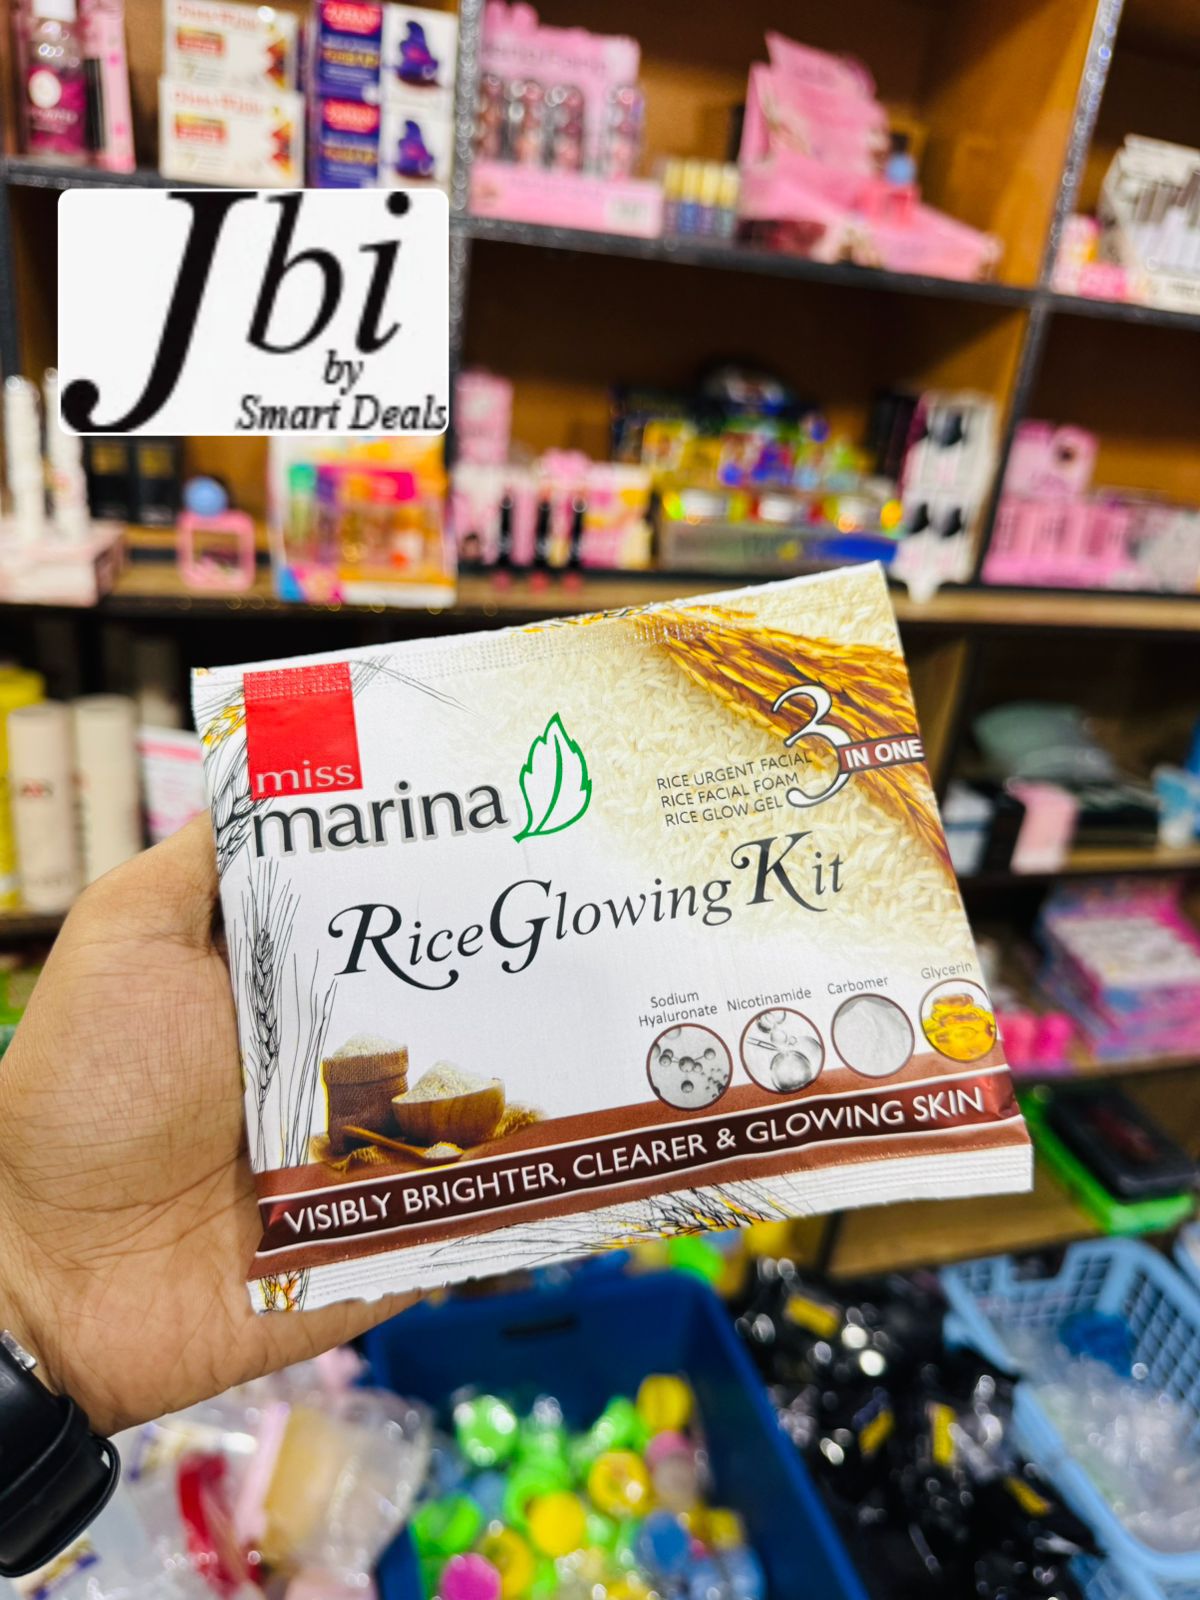 Jbi
by
Smart Deals
miss
marina
3 IN ONE
RICE URGENT FACIAL
RICE FACIAL FOAM
RICE GLOW GEL
Rice Glowing Kit
Sodium
Hyaluronate
Nicotinamide
Carbomer
Glycerin
VISIBLY BRIGHTER, CLEARER & GLOWING SKIN